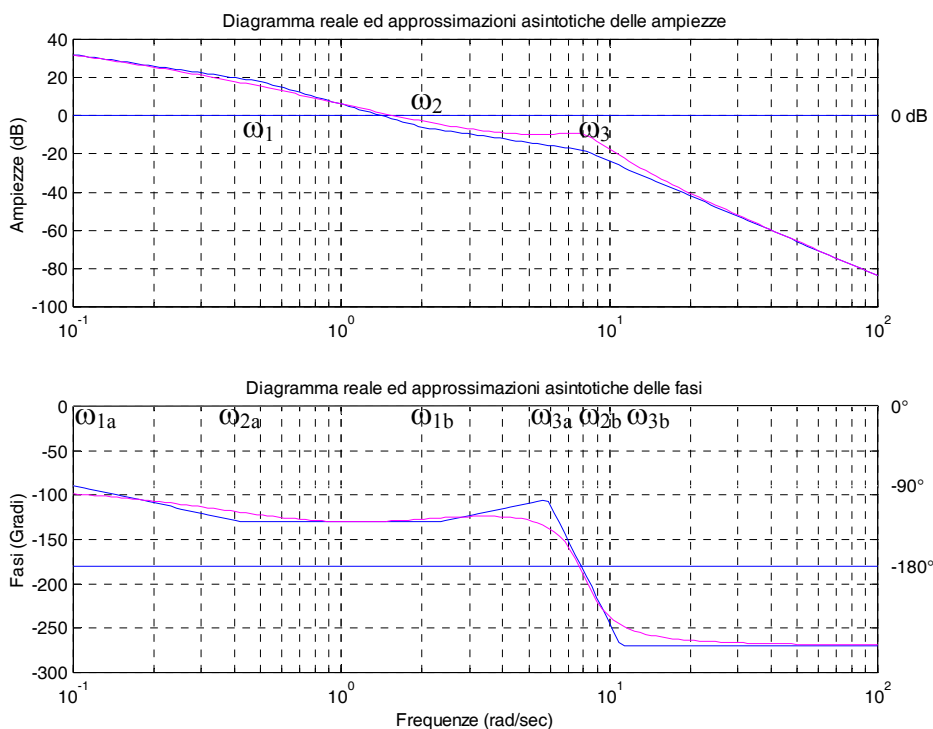 Diagramma reale ed approssimazioni asintotiche delle ampiezze
Ampiezze (dB)
40
20
0
-20
-40
-60
-80
-100
ω1
ω2
ω3
0 dB
10^-1
10^0
10^1
10^2
Diagramma reale ed approssimazioni asintotiche delle fasi
Fasi (Gradi)
0
-50
-100
-150
-200
-250
-300
ω1a ω2a ω1b ω3a ω2b ω3b
0°
-90°
-180°
10^-1
10^0
10^1
10^2
Frequenze (rad/sec)